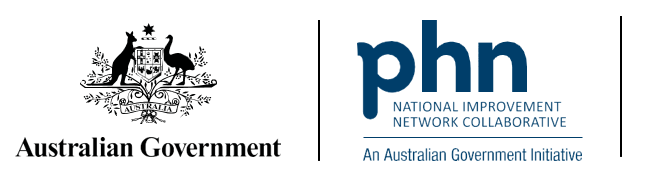 AUSTRALIA
Australian Government
phn
NATIONAL IMPROVEMENT
NETWORK COLLABORATIVE
An Australian Government Initiative